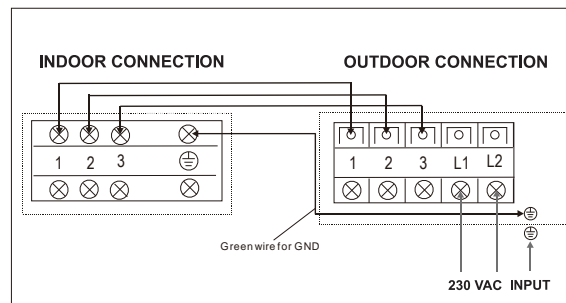 INDOOR CONNECTION
OUTDOOR CONNECTION
1 2 3
1 2 3 L1 L2
Green wire for GND
230 VAC INPUT